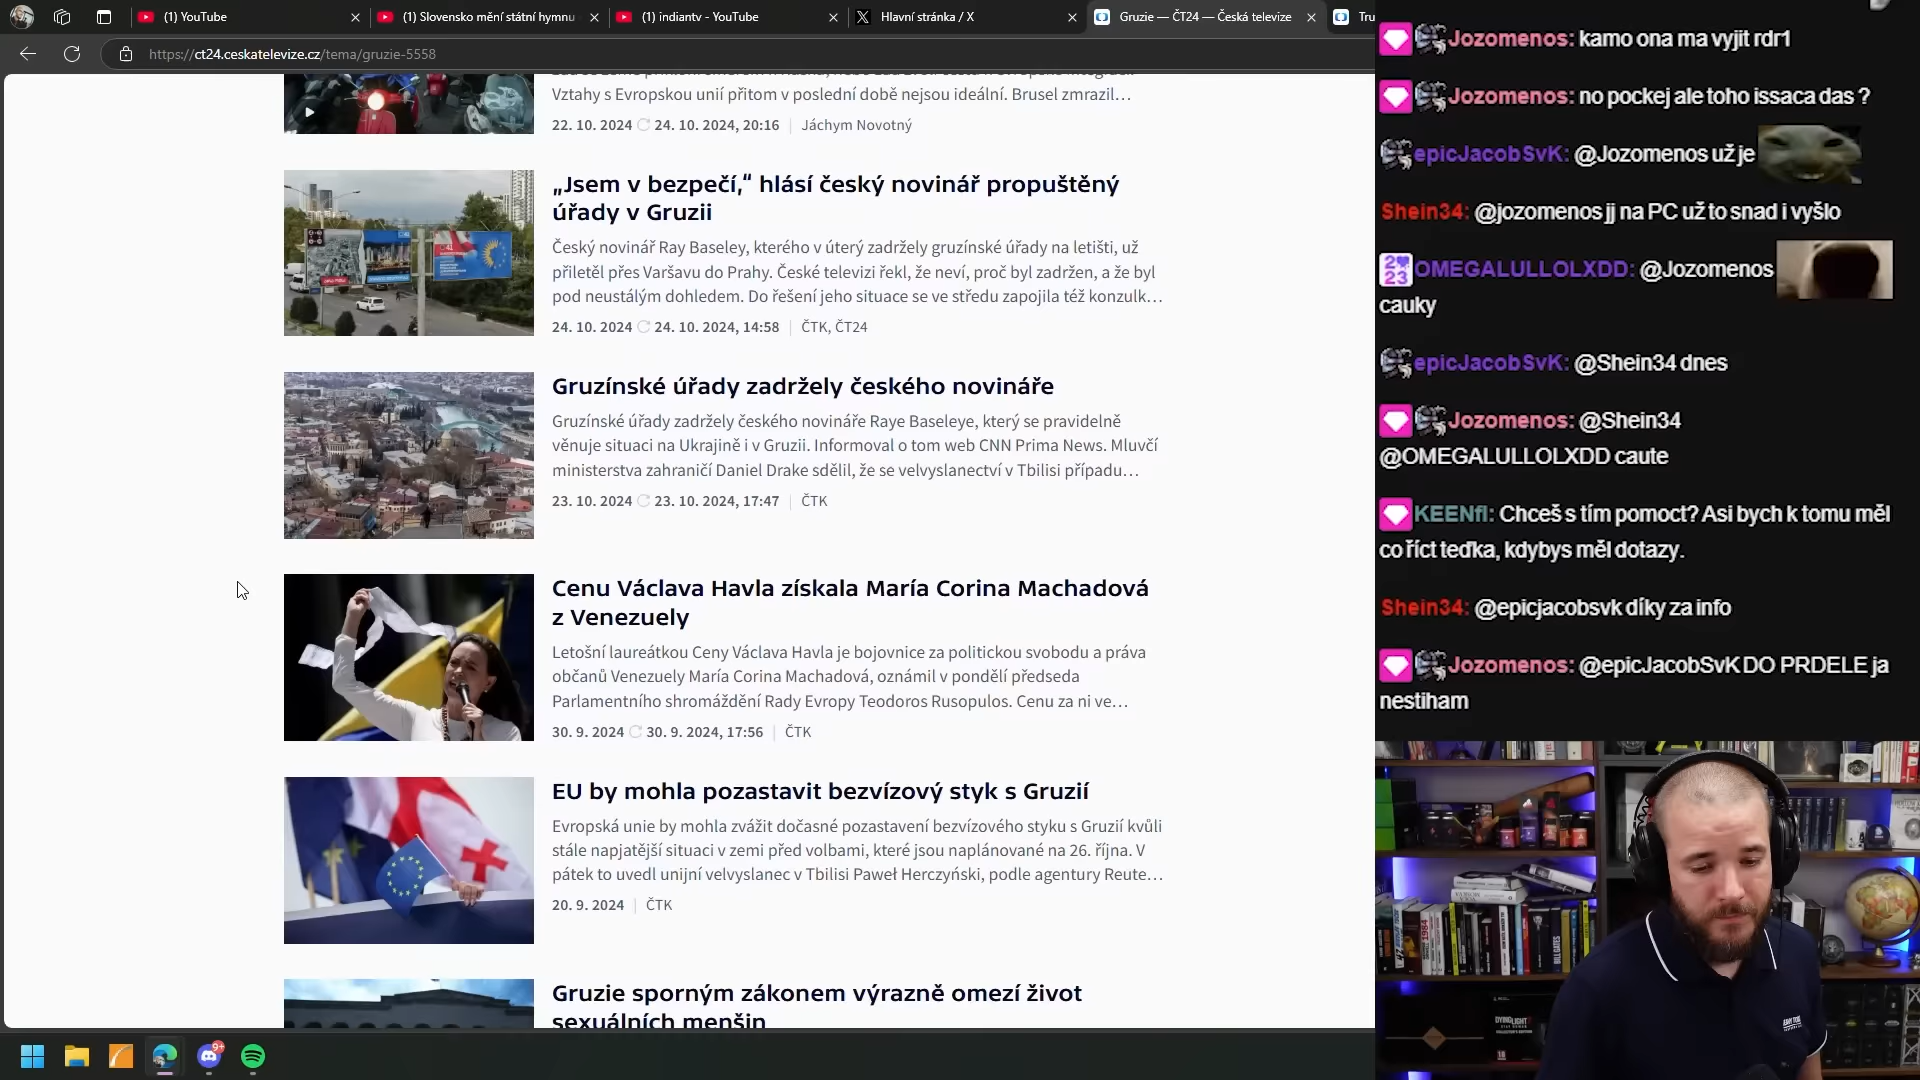 (1) YouTube
(1) Slovensko mění státní hymnu
(1) indiantv - YouTube
Hlavní stránka / X
Gruzie — ČT24 — Česká televize
Tru
https://ct24.ceskatelevize.cz/tema/gruzie-5558
Vztahy s Evropskou unií přitom v poslední době nejsou ideální. Brusel zmrazil…
22. 10. 2024 24. 10. 2024, 20:16 | Jáchym Novotný
„Jsem v bezpečí,“ hlásí český novinář propuštěný
úřady v Gruzii
Český novinář Ray Baseley, kterého v úterý zadržely gruzínské úřady na letišti, už
přiletěl přes Varšavu do Prahy. České televizi řekl, že neví, proč byl zadržen, a že byl
pod neustálým dohledem. Do řešení jeho situace se ve středu zapojila též konzulk…
24. 10. 2024 24. 10. 2024, 14:58 | ČTK, ČT24
Gruzínské úřady zadržely českého novináře
Gruzínské úřady zadržely českého novináře Raye Baseleye, který se pravidelně
věnuje situaci na Ukrajině i v Gruzii. Informoval o tom web CNN Prima News. Mluvčí
ministerstva zahraničí Daniel Drake sdělil, že se velvyslanectví v Tbilisi případu…
23. 10. 2024 23. 10. 2024, 17:47 | ČTK
Cenu Václava Havla získala María Corina Machadová
z Venezuely
Letošní laureátkou Ceny Václava Havla je bojovnice za politickou svobodu a práva
občanů Venezuely María Corina Machadová, oznámil v pondělí předseda
Parlamentního shromáždění Rady Evropy Teodoros Rusopulos. Cenu za ni ve…
30. 9. 2024 30. 9. 2024, 17:56 | ČTK
EU by mohla pozastavit bezvízový styk s Gruzií
Evropská unie by mohla zvážit dočasné pozastavení bezvízového styku s Gruzií kvůli
stále napjatější situaci v zemi před volbami, které jsou naplánované na 26. října. V
pátek to uvedl unijní velvyslanec v Tbilisi Paweł Herczyński, podle agentury Reute…
20. 9. 2024 | ČTK
Gruzie sporným zákonem výrazně omezí život
sexuálních menšin
9+
Jozomenos: kamo ona ma vyjit rdr1
Jozomenos: no pockej ale toho issaca das ?
epicJacobSvK: @Jozomenos už je
Shein34: @jozomenos jj na PC už to snad i vyšlo
2023 OMEGALULLOLXDD: @Jozomenos
cauky
epicJacobSvK: @Shein34 dnes
Jozomenos: @Shein34
@OMEGALULLOLXDD caute
KEENfl: Chceš s tím pomoct? Asi bych k tomu měl
co říct teďka, kdybys měl dotazy.
Shein34: @epicjacobsvk díky za info
Jozomenos: @epicJacobSvK DO PRDELE ja
nestiham
1984
DYING LIGHT 2